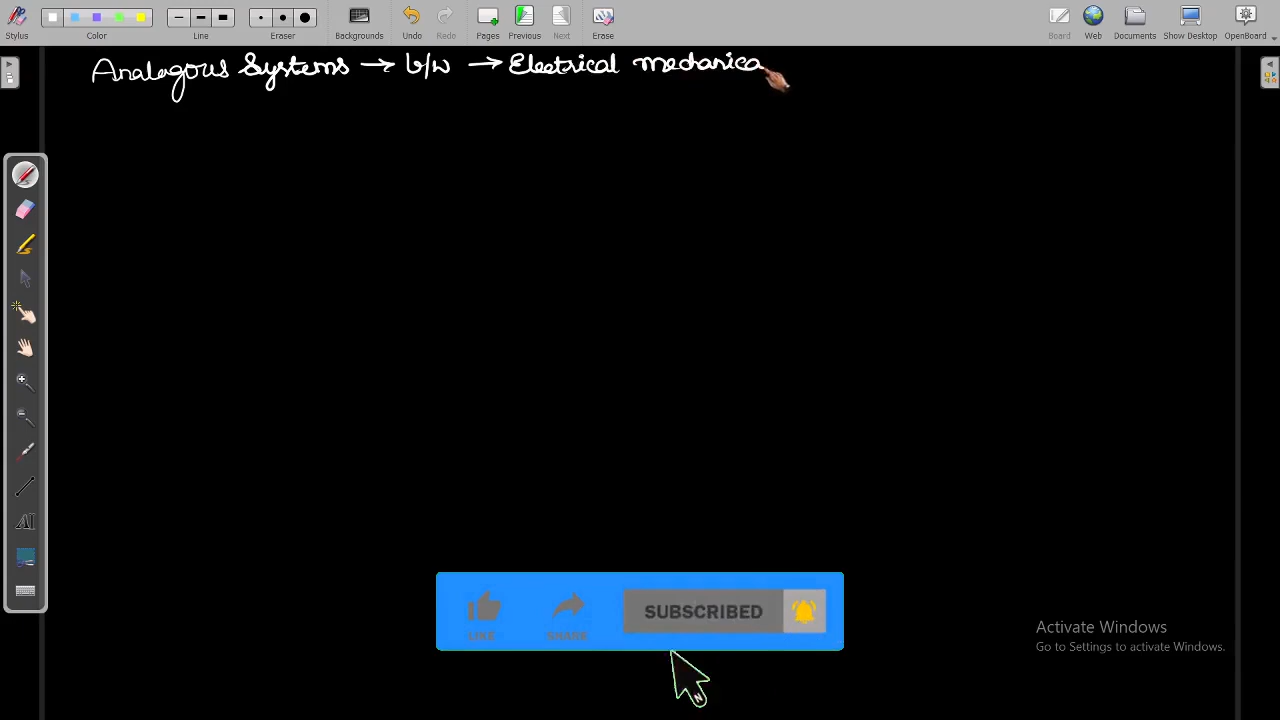 Stylus Color Line Eraser Backgrounds Undo Redo Pages Previous Next Erase Board Web Documents Show Desktop OpenBoard
Analagous Systems → b/w → Electrical mechanica
LIKE SHARE SUBSCRIBED
Activate Windows
Go to Settings to activate Windows.